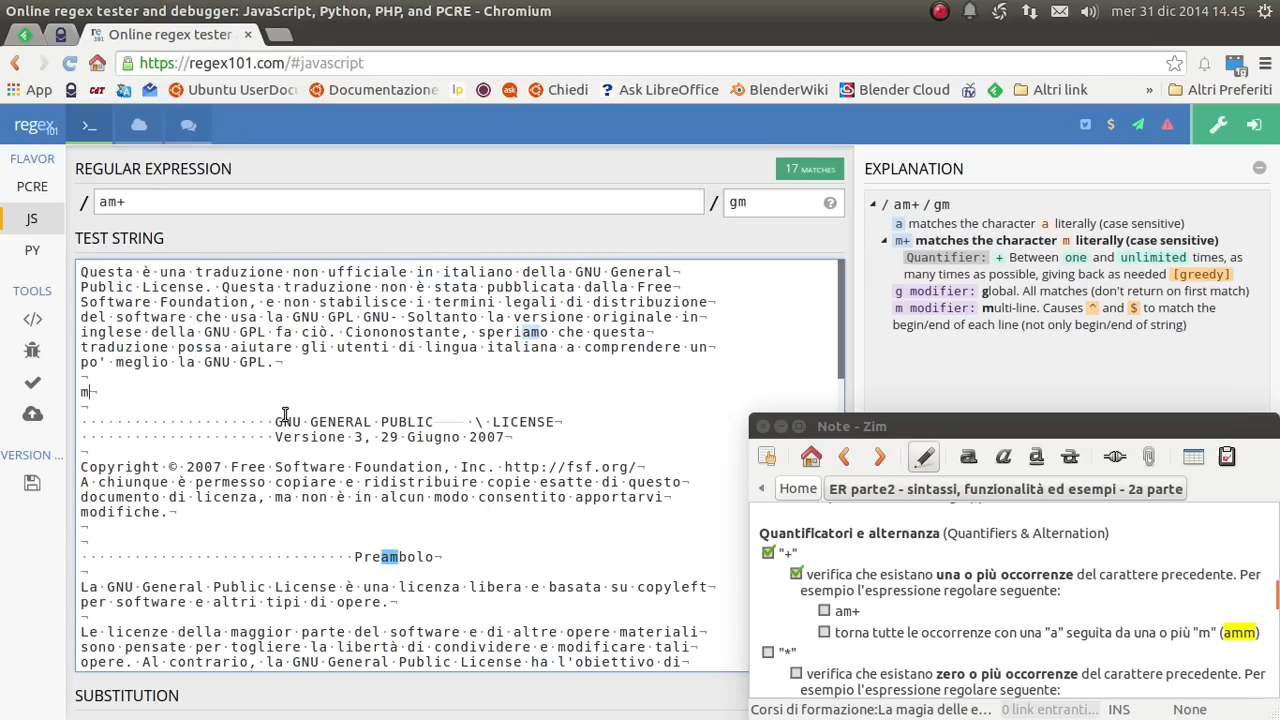 Online regex tester and debugger: JavaScript, Python, PHP, and PCRE - Chromium
mer 31 dic 2014 14.45
Online regex tester
https://regex101.com/#javascript
App
Ubuntu UserDocu
Documentazione
Chiedi
Ask LibreOffice
BlenderWiki
Blender Cloud
Altri link
» Altri Preferiti
regex 101
FLAVOR
PCRE
JS
PY
TOOLS
VERSION ...
REGULAR EXPRESSION
17 MATCHES
/ am+ / gm
TEST STRING
Questa è una traduzione non ufficiale in italiano della GNU General
Public License. Questa traduzione non è stata pubblicata dalla Free
Software Foundation, e non stabilisce i termini legali di distribuzione
del software che usa la GNU GPL GNU- Soltanto la versione originale in
inglese della GNU GPL fa ciò. Ciononostante, speriamo che questa
traduzione possa aiutare gli utenti di lingua italiana a comprendere un
po' meglio la GNU GPL.
m
GNU GENERAL PUBLIC \ LICENSE
Versione 3, 29 Giugno 2007
Copyright © 2007 Free Software Foundation, Inc. http://fsf.org/
A chiunque è permesso copiare e ridistribuire copie esatte di questo
documento di licenza, ma non è in alcun modo consentito apportarvi
modifiche.
Preambolo
La GNU General Public License è una licenza libera e basata su copyleft
per software e altri tipi di opere.
Le licenze della maggior parte del software e di altre opere materiali
sono pensate per togliere la libertà di condividere e modificare tali
opere. Al contrario, la GNU General Public License ha l'obiettivo di
SUBSTITUTION
EXPLANATION
/ am+ / gm
a matches the character a literally (case sensitive)
m+ matches the character m literally (case sensitive)
Quantifier: + Between one and unlimited times, as
many times as possible, giving back as needed [greedy]
g modifier: global. All matches (don't return on first match)
m modifier: multi-line. Causes ^ and $ to match the
begin/end of each line (not only begin/end of string)
Note - Zim
Home
ER parte2 - sintassi, funzionalità ed esempi - 2a parte
Quantificatori e alternanza (Quantifiers & Alternation)
"+"
verifica che esistano una o più occorrenze del carattere precedente. Per
esempio l'espressione regolare seguente:
am+
torna tutte le occorrenze con una "a" seguita da una o più "m" (amm)
"*"
verifica che esistano zero o più occorrenze del carattere precedente. Per
esempio l'espressione regolare seguente:
Corsi di formazione:La magia delle e...
0 link entranti...
INS
None